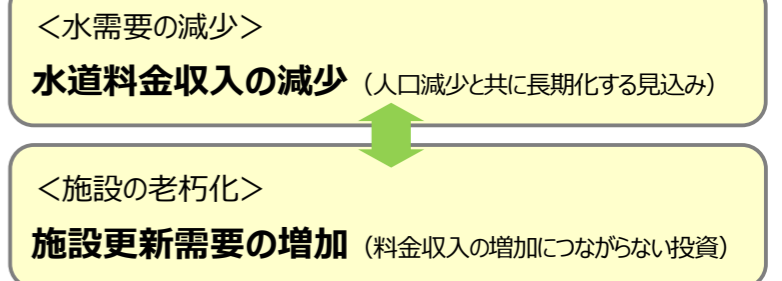 ＜水需要の減少＞
水道料金収入の減少（人口減少と共に長期化する見込み）
＜施設の老朽化＞
施設更新需要の増加（料金収入の増加につながらない投資）